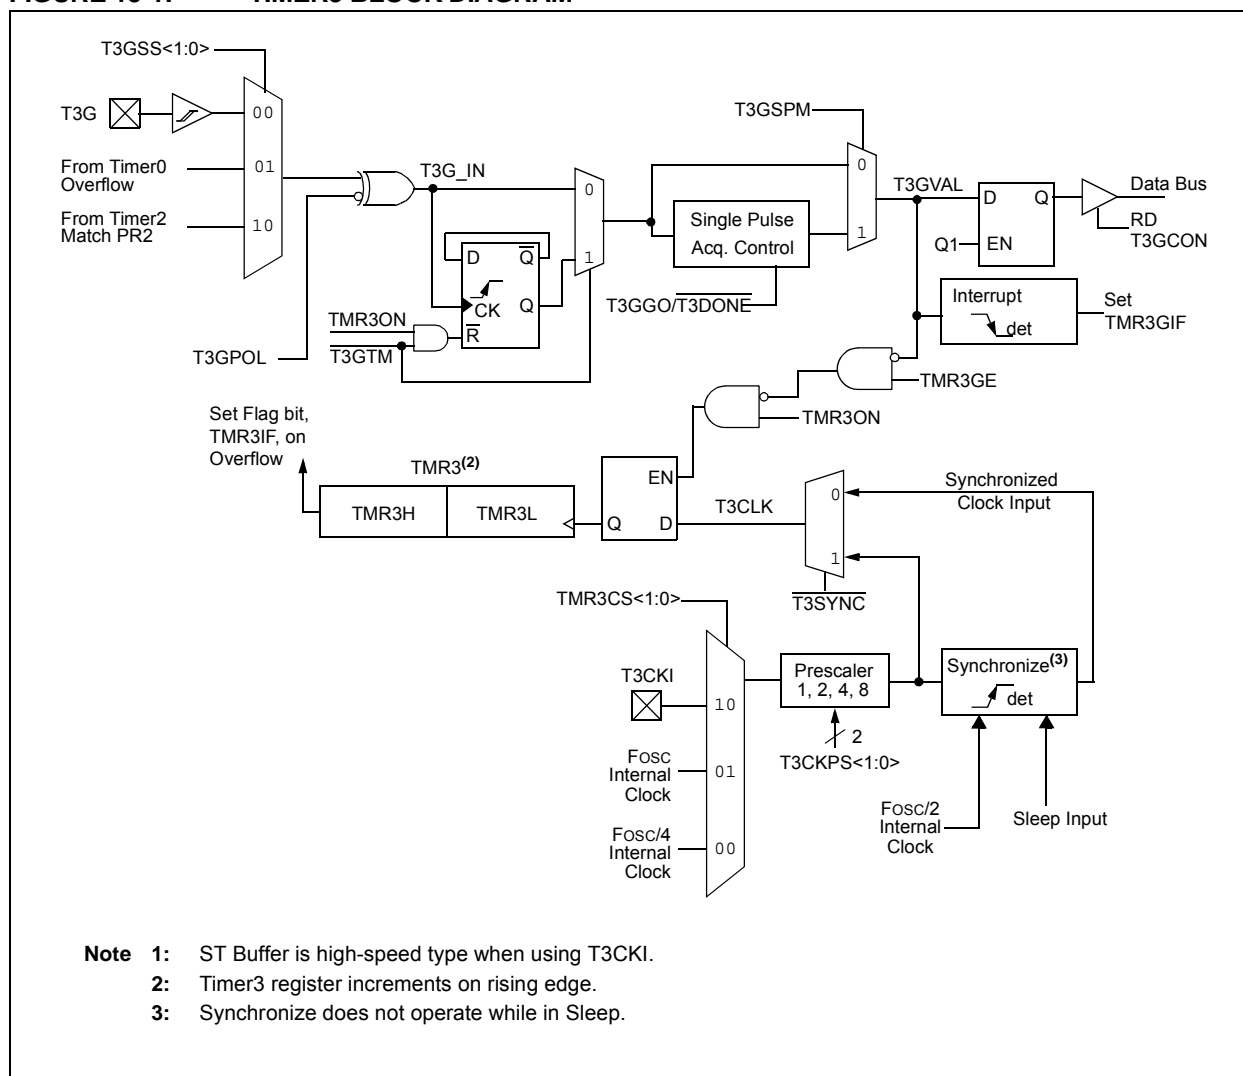 T3GSS<1:0>
T3G
00
From Timer0
Overflow
01
From Timer2
Match PR2
10
T3G_IN
T3GPOL
0
1
D
Q
CK
Q
R
TMR3ON
T3GTM
Single Pulse
Acq. Control
T3GGO/T3DONE
T3GSPM
0
1
T3GVAL
D
Q
Q1
EN
Data Bus
RD
T3GCON
Interrupt
det
Set
TMR3GIF
TMR3GE
TMR3ON
Set Flag bit,
TMR3IF, on
Overflow
TMR3(2)
TMR3H
TMR3L
EN
Q
D
T3CLK
0
1
T3SYNC
Synchronized
Clock Input
TMR3CS<1:0>
T3CKI
10
FOSC
Internal
Clock
01
FOSC/4
Internal
Clock
00
Prescaler
1, 2, 4, 8
2
T3CKPS<1:0>
Synchronize(3)
det
FOSC/2
Internal
Clock
Sleep Input
Note 1: ST Buffer is high-speed type when using T3CKI.
2: Timer3 register increments on rising edge.
3: Synchronize does not operate while in Sleep.